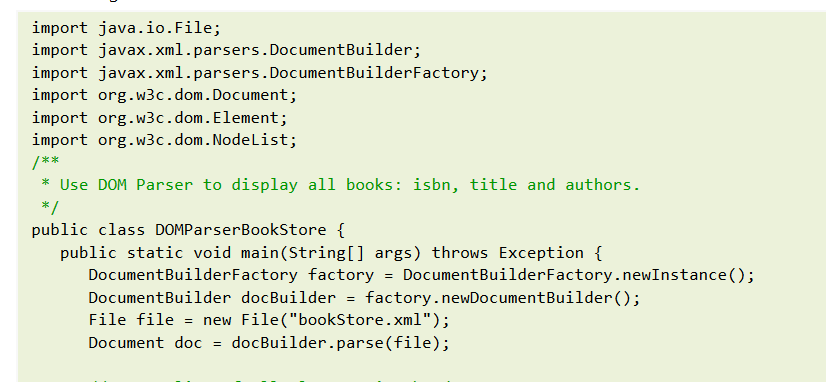 import java.io.File;
import javax.xml.parsers.DocumentBuilder;
import javax.xml.parsers.DocumentBuilderFactory;
import org.w3c.dom.Document;
import org.w3c.dom.Element;
import org.w3c.dom.NodeList;
/**
 * Use DOM Parser to display all books: isbn, title and authors.
 */
public class DOMParserBookStore {
   public static void main(String[] args) throws Exception {
      DocumentBuilderFactory factory = DocumentBuilderFactory.newInstance();
      DocumentBuilder docBuilder = factory.newDocumentBuilder();
      File file = new File("bookStore.xml");
      Document doc = docBuilder.parse(file);